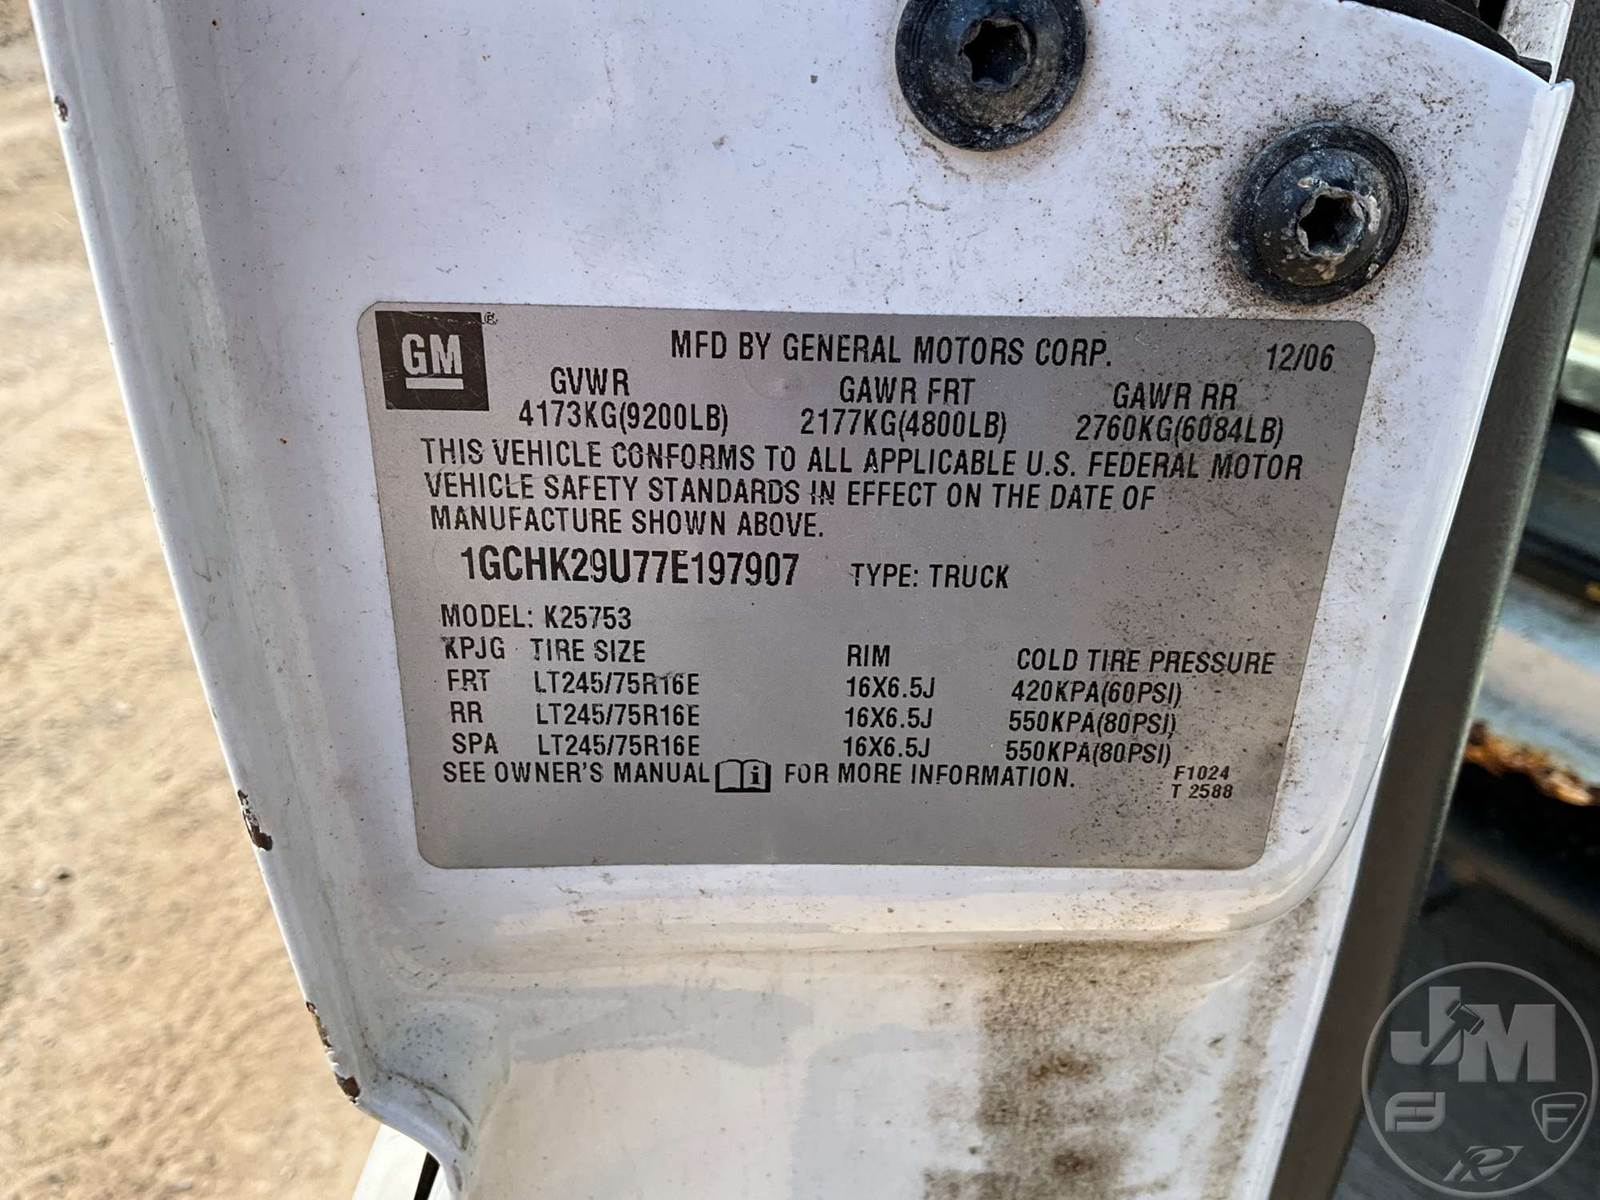 GM ®
MFD BY GENERAL MOTORS CORP. 12/06
GVWR GAWR FRT GAWR RR
4173KG(9200LB) 2177KG(4800LB) 2760KG(6084LB)
THIS VEHICLE CONFORMS TO ALL APPLICABLE U.S. FEDERAL MOTOR
VEHICLE SAFETY STANDARDS IN EFFECT ON THE DATE OF
MANUFACTURE SHOWN ABOVE.
1GCHK29U77E197907 TYPE: TRUCK
MODEL: K25753
KPJG TIRE SIZE RIM COLD TIRE PRESSURE
FRT LT245/75R16E 16X6.5J 420KPA(60PSI)
RR LT245/75R16E 16X6.5J 550KPA(80PSI)
SPA LT245/75R16E 16X6.5J 550KPA(80PSI)
SEE OWNER'S MANUAL i FOR MORE INFORMATION.
F1024
T 2588
JM
F